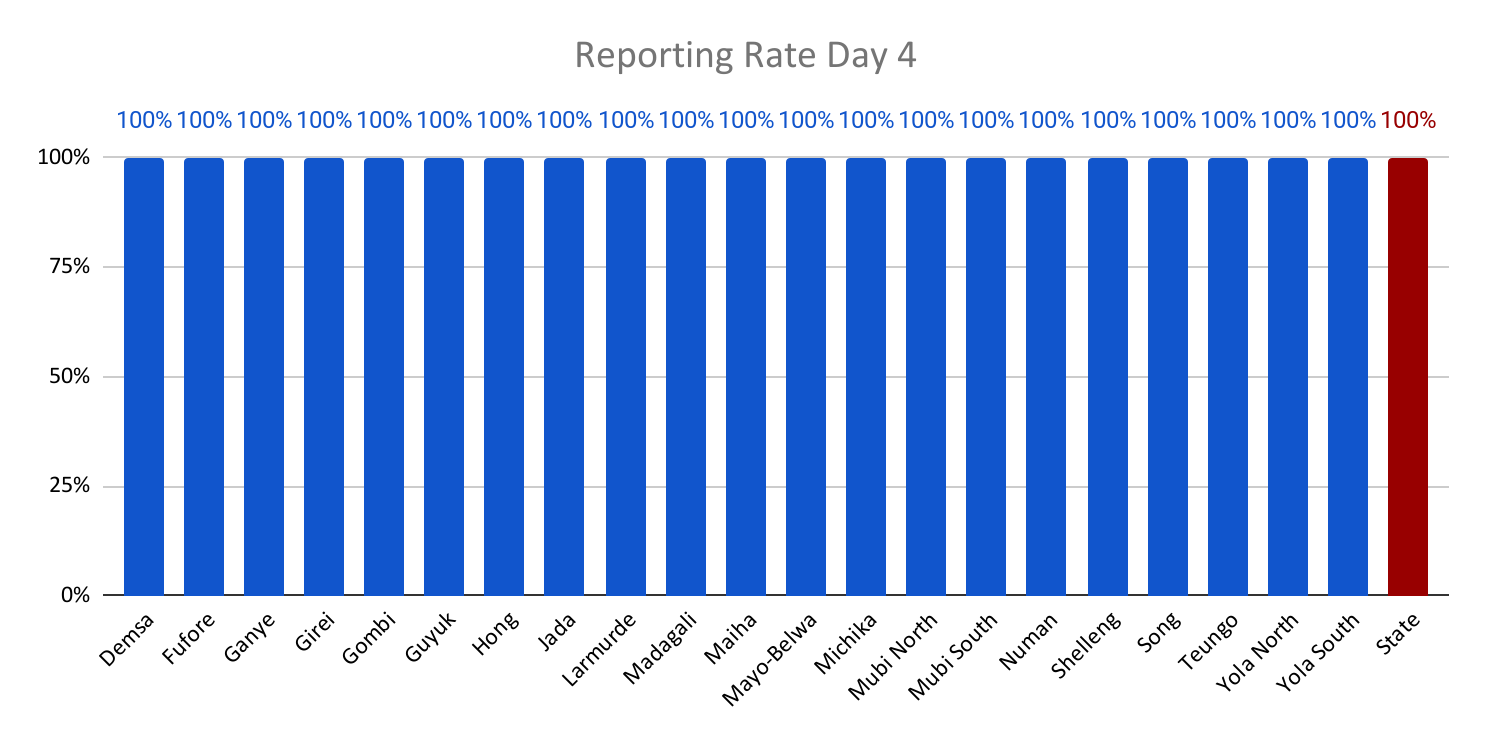 Reporting Rate Day 4
100% 100% 100% 100% 100% 100% 100% 100% 100% 100% 100% 100% 100% 100% 100% 100% 100% 100% 100% 100% 100% 100%
100%
75%
50%
25%
0%
Demsa
Fufore
Ganye
Girei
Gombi
Guyuk
Hong
Jada
Larmurde
Madagali
Maiha
Mayo-Belwa
Michika
Mubi North
Mubi South
Numan
Shelleng
Song
Teungo
Yola North
Yola South
State